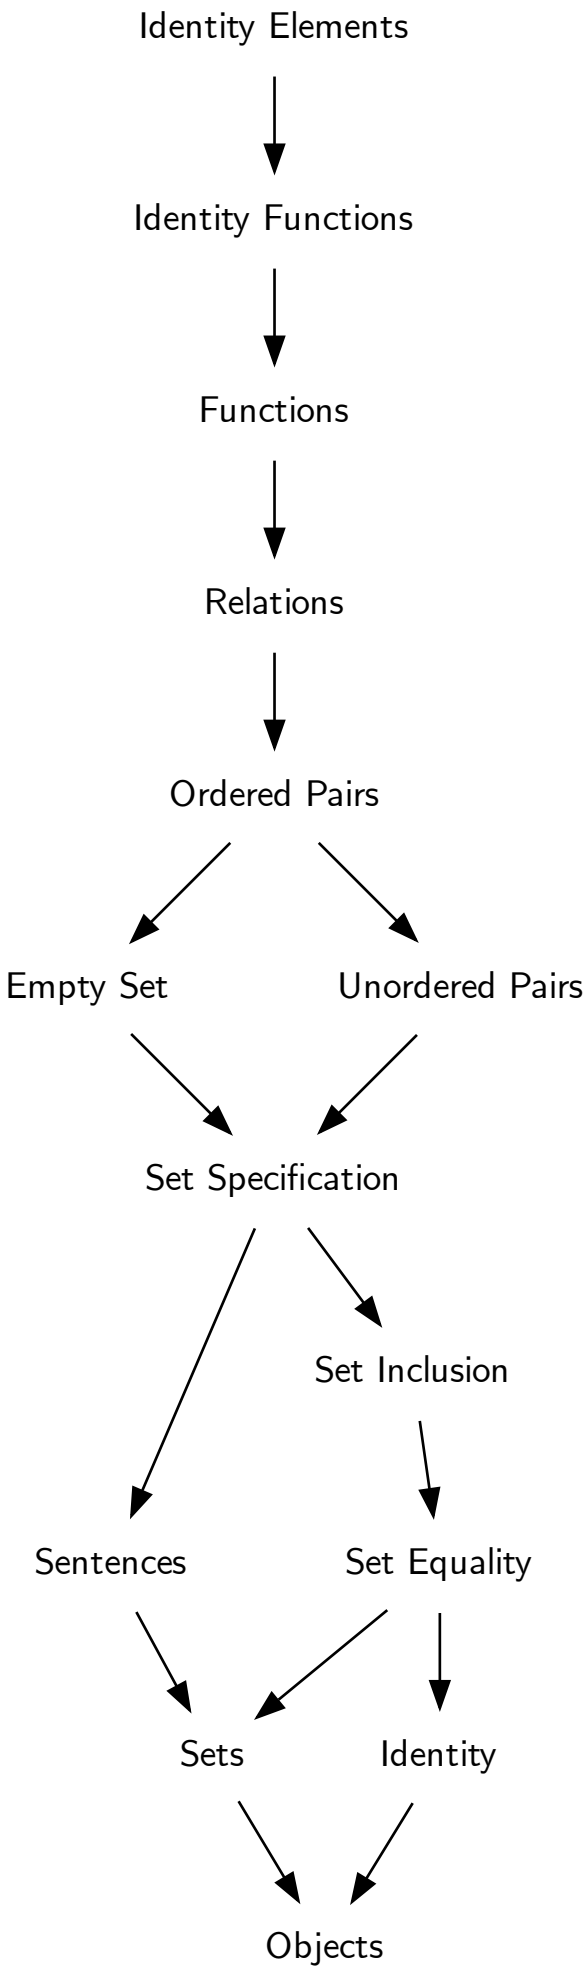 Identity Elements
Identity Functions
Functions
Relations
Ordered Pairs
Empty Set
Unordered Pairs
Set Specification
Set Inclusion
Sentences
Set Equality
Sets
Identity
Objects